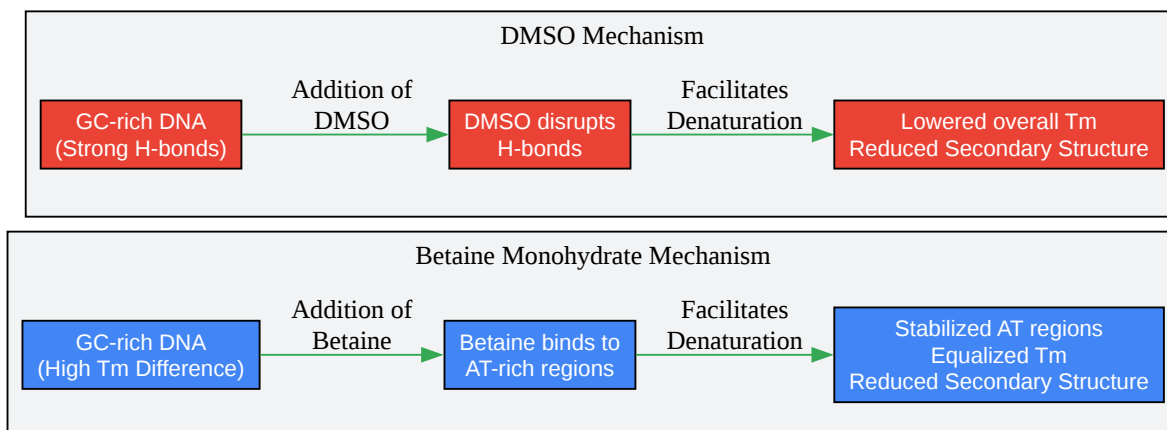 DMSO Mechanism
Addition of
DMSO
Facilitates
Denaturation
GC-rich DNA
(Strong H-bonds)
DMSO disrupts
H-bonds
Lowered overall Tm
Reduced Secondary Structure
Betaine Monohydrate Mechanism
Addition of
Betaine
Facilitates
Denaturation
GC-rich DNA
(High Tm Difference)
Betaine binds to
AT-rich regions
Stabilized AT regions
Equalized Tm
Reduced Secondary Structure